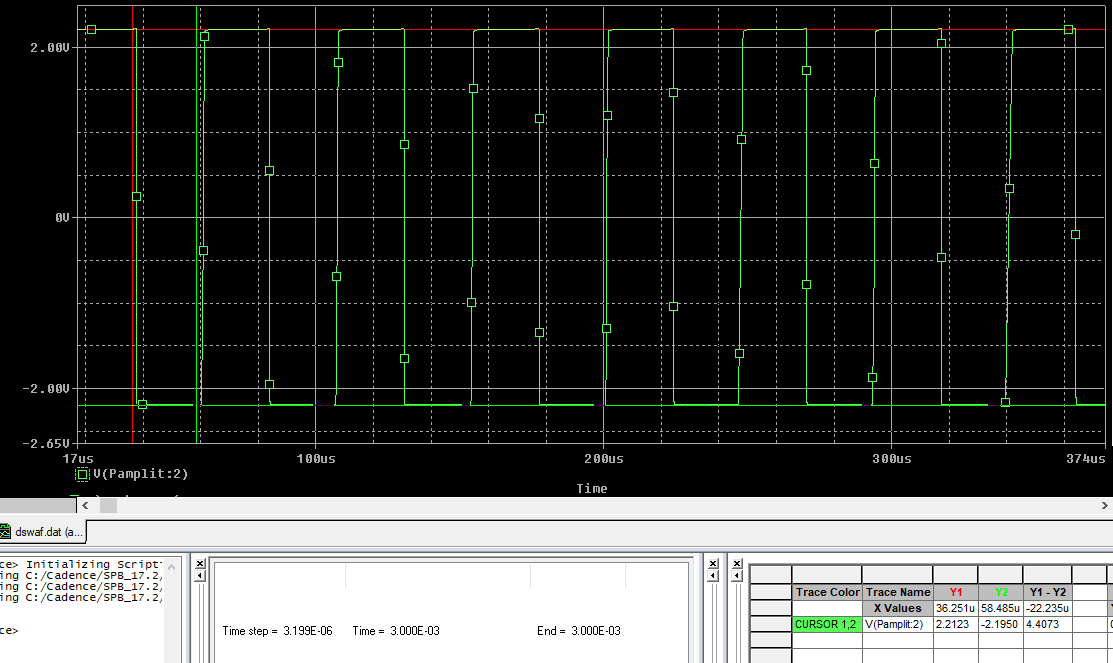 2.00V
0V
-2.00V
-2.65V
17us 100us 200us 300us 374us
V(Pamplit:2)
Time
dswaf.dat (a...
ce> Initializing Scripti
ing C:/Cadence/SPB_17.2,
ing C:/Cadence/SPB_17.2,
ing C:/Cadence/SPB_17.2,
ce>
Time step = 3.199E-06 Time = 3.000E-03 End = 3.000E-03
Trace Color Trace Name Y1 Y2 Y1 - Y2
X Values 36.251u 58.485u -22.235u
CURSOR 1,2 V(Pamplit:2) 2.2123 -2.1950 4.4073